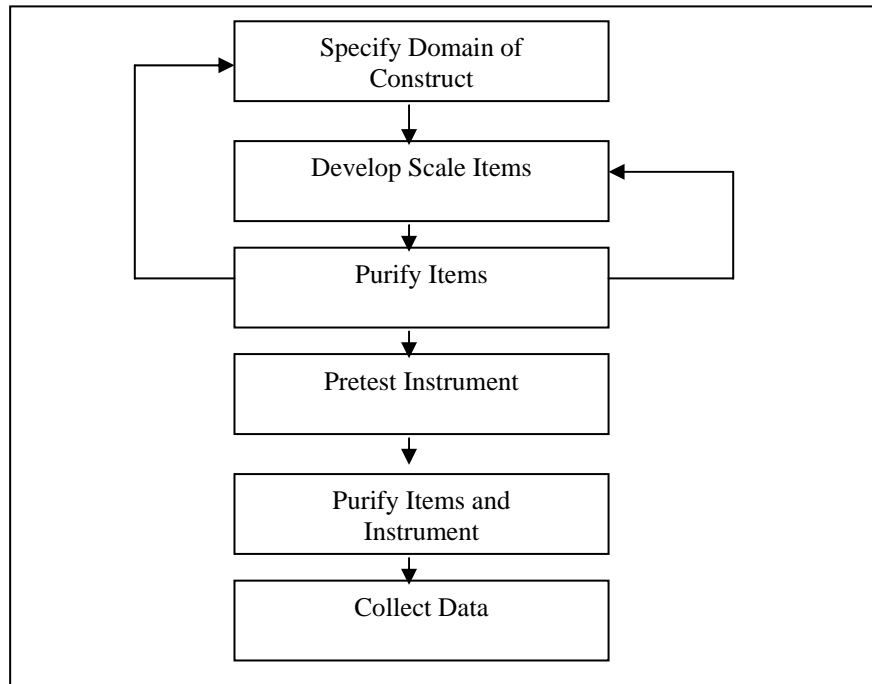 Specify Domain of
Construct
Develop Scale Items
Purify Items
Pretest Instrument
Purify Items and
Instrument
Collect Data